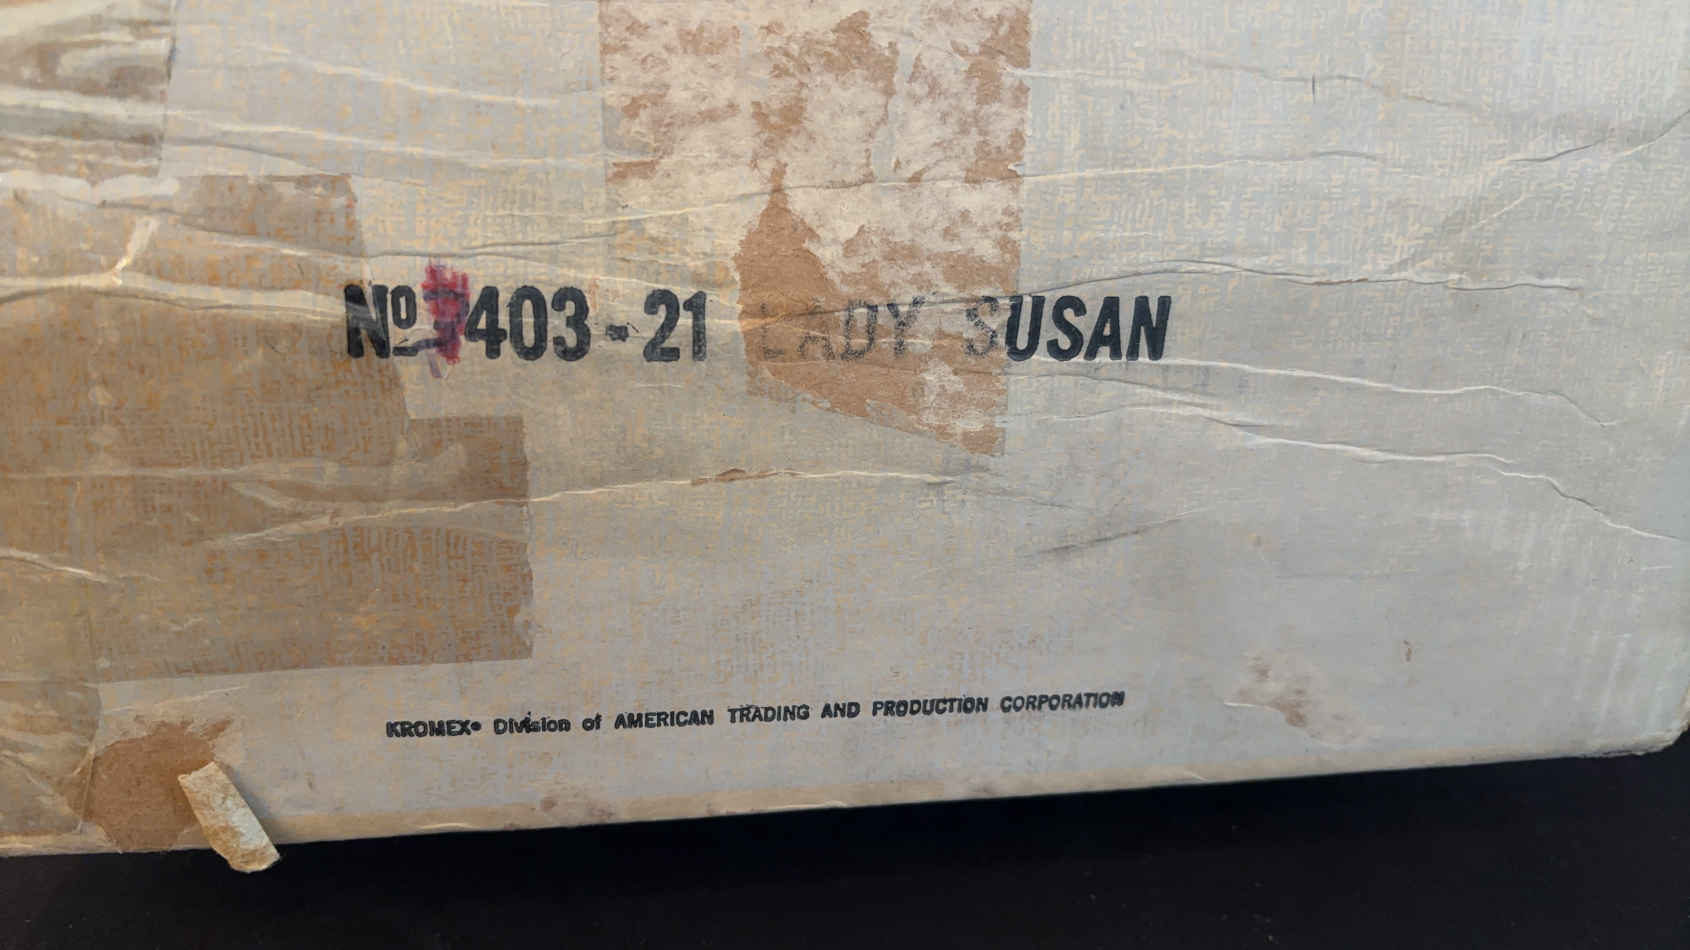 Nº 403-21 LADY SUSAN
KROMEX® Division of AMERICAN TRADING AND PRODUCTION CORPORATION